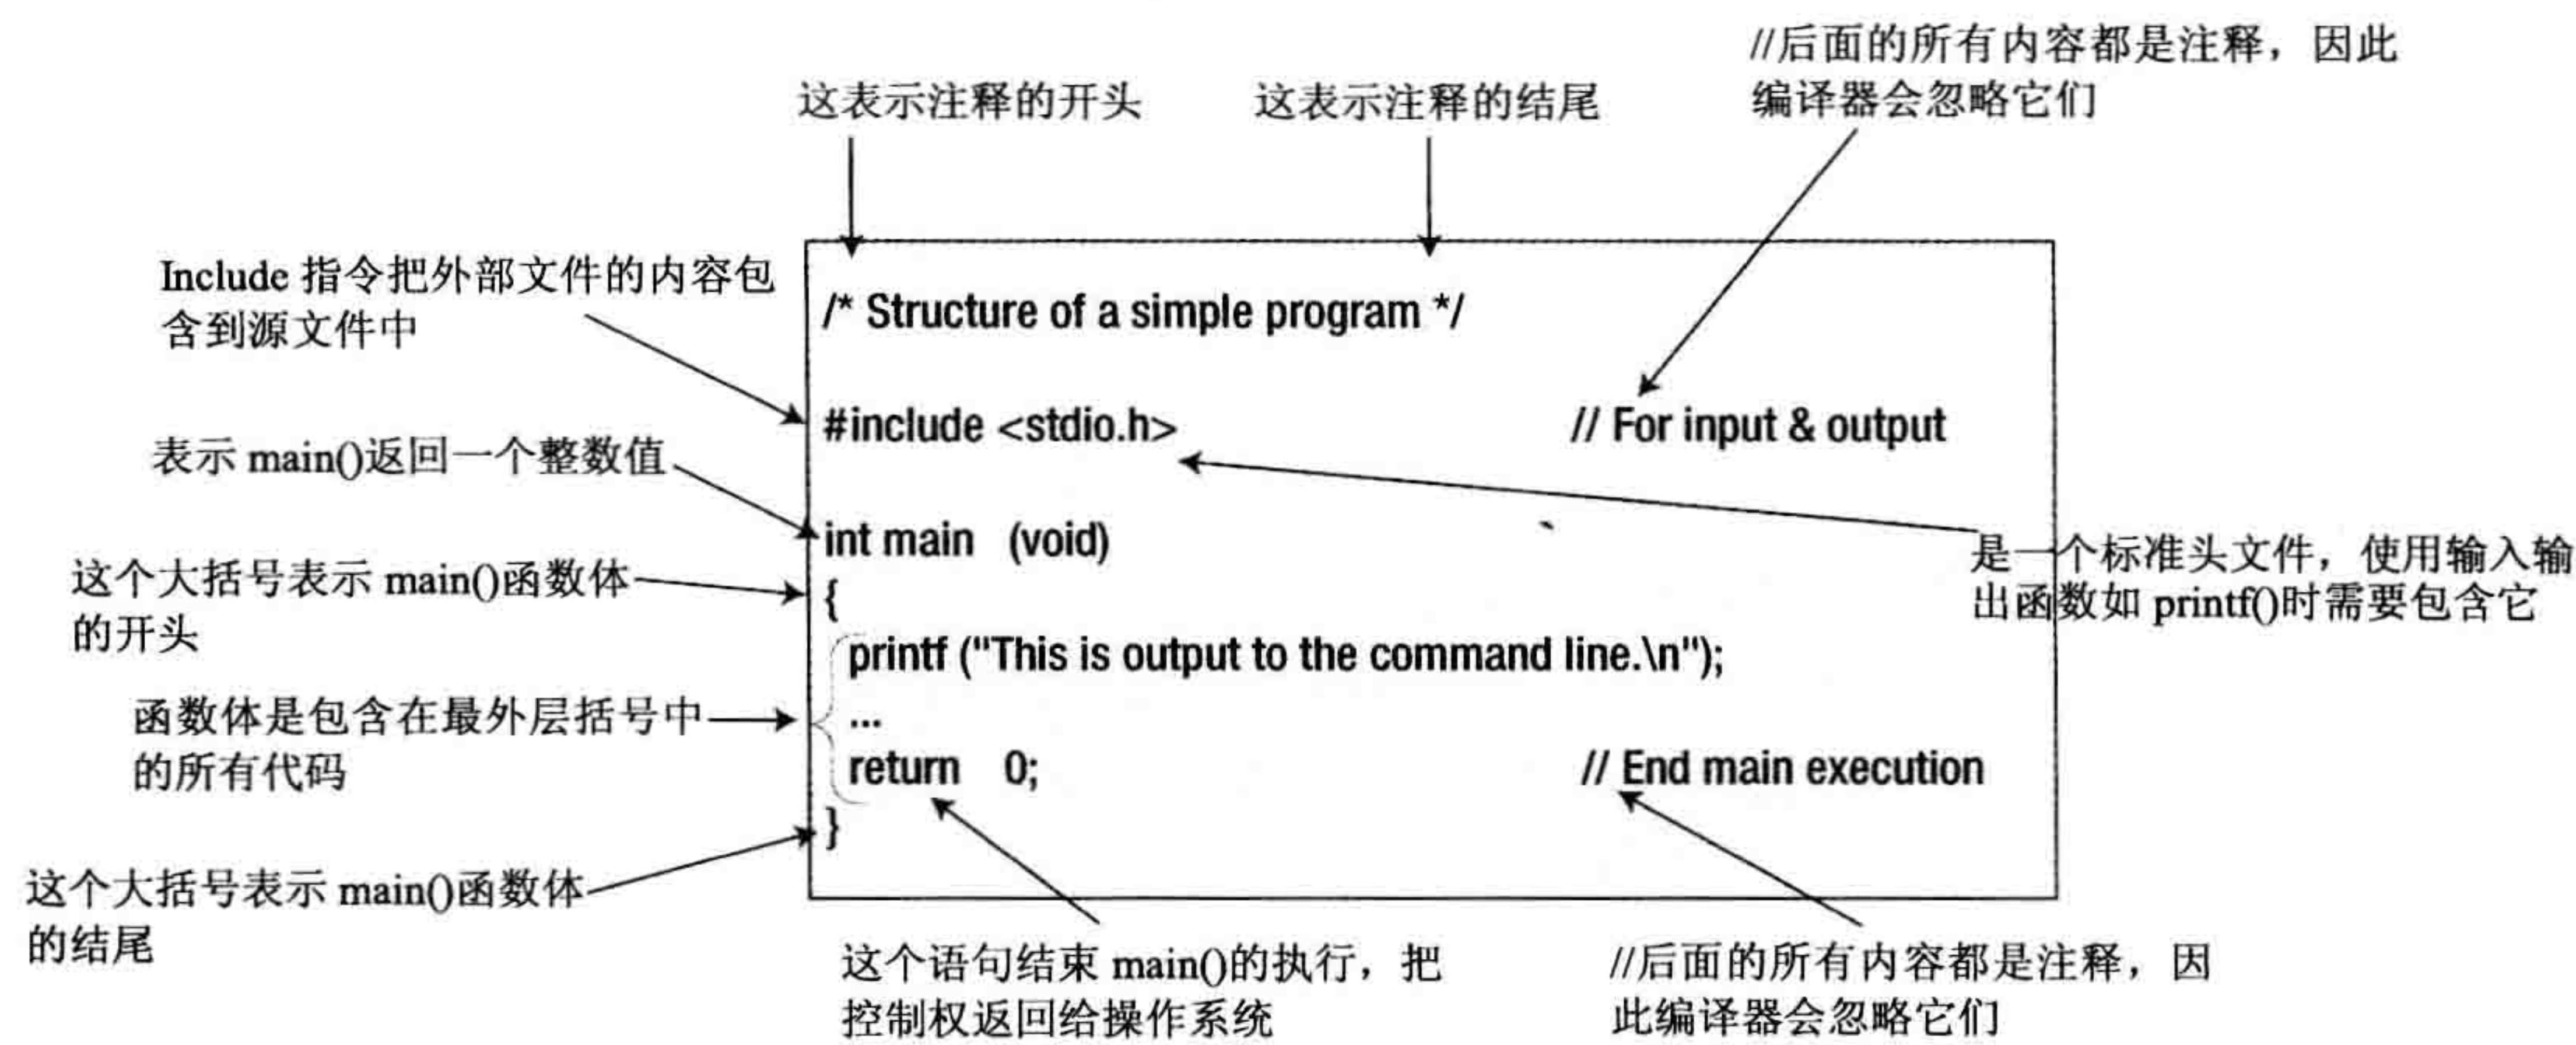 //后面的所有内容都是注释，因此
编译器会忽略它们
这表示注释的开头
这表示注释的结尾
Include 指令把外部文件的内容包
含到源文件中
/* Structure of a simple program */
#include <stdio.h>
// For input & output
表示 main()返回一个整数值
int main (void)
是一个标准头文件，使用输入输
出函数如 printf()时需要包含它
这个大括号表示 main()函数体
的开头
{
printf ("This is output to the command line.\n");
函数体是包含在最外层括号中
的所有代码
...
return 0;
// End main execution
}
这个大括号表示 main()函数体
的结尾
这个语句结束 main()的执行，把
控制权返回给操作系统
//后面的所有内容都是注释，因
此编译器会忽略它们